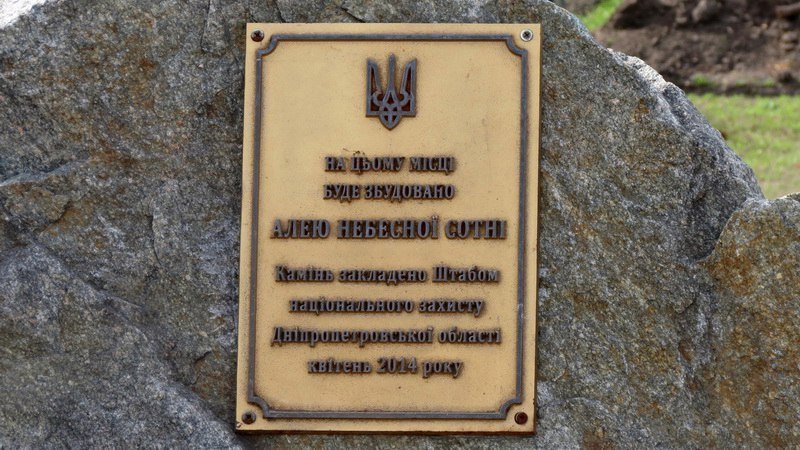 НА ЦЬОМУ МІСЦІ
БУДЕ ЗБУДОВАНО
АЛЕЮ НЕБЕСНОЇ СОТНІ
Камінь закладено Штабом
національного захисту
Дніпропетровської області
квітень 2014 року